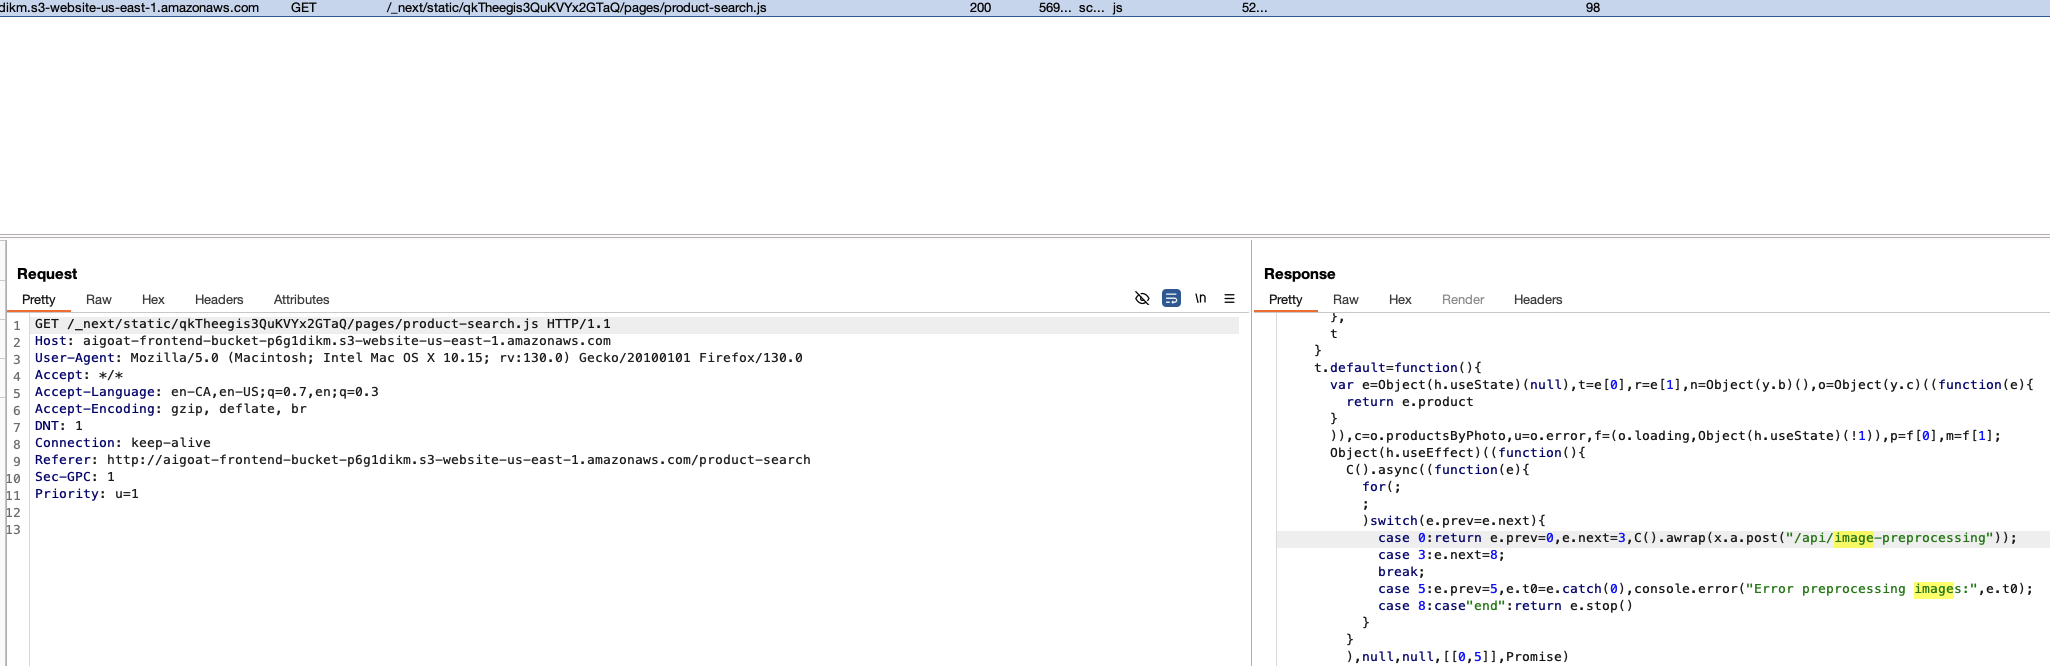 dikm.s3-website-us-east-1.amazonaws.com GET /_next/static/qkTheegis3QuKVYx2GTaQ/pages/product-search.js 200 569... sc... js 52... 98
Request
Pretty Raw Hex Headers Attributes \n
1 GET /_next/static/qkTheegis3QuKVYx2GTaQ/pages/product-search.js HTTP/1.1
2 Host: aigoat-frontend-bucket-p6g1dikm.s3-website-us-east-1.amazonaws.com
3 User-Agent: Mozilla/5.0 (Macintosh; Intel Mac OS X 10.15; rv:130.0) Gecko/20100101 Firefox/130.0
4 Accept: */*
5 Accept-Language: en-CA,en-US;q=0.7,en;q=0.3
6 Accept-Encoding: gzip, deflate, br
7 DNT: 1
8 Connection: keep-alive
9 Referer: http://aigoat-frontend-bucket-p6g1dikm.s3-website-us-east-1.amazonaws.com/product-search
10 Sec-GPC: 1
11 Priority: u=1
12
13
Response
Pretty Raw Hex Render Headers
},
t
}
t.default=function(){
var e=Object(h.useState)(null),t=e[0],r=e[1],n=Object(y.b)(),o=Object(y.c)((function(e){
return e.product
}
)),c=o.productsByPhoto,u=o.error,f=(o.loading,Object(h.useState)(!1)),p=f[0],m=f[1];
Object(h.useEffect)((function(){
C().async((function(e){
for(;
;
)switch(e.prev=e.next){
case 0:return e.prev=0,e.next=3,C().awrap(x.a.post("/api/image-preprocessing"));
case 3:e.next=8;
break;
case 5:e.prev=5,e.t0=e.catch(0),console.error("Error preprocessing images:",e.t0);
case 8:case"end":return e.stop()
}
}
),null,null,[[0,5]],Promise)